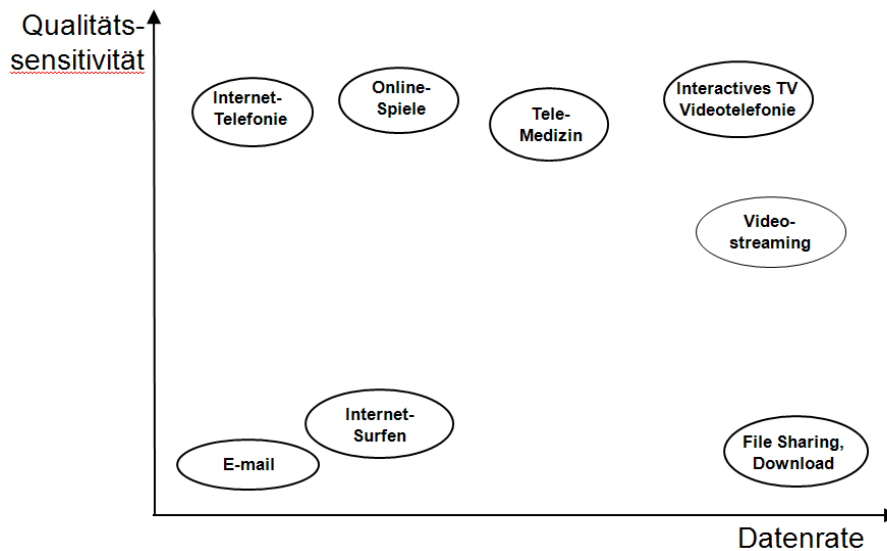 Qualitäts-
sensitivität
Internet-
Telefonie
Online-
Spiele
Tele-
Medizin
Interactives TV
Videotelefonie
Video-
streaming
Internet-
Surfen
E-mail
File Sharing,
Download
Datenrate